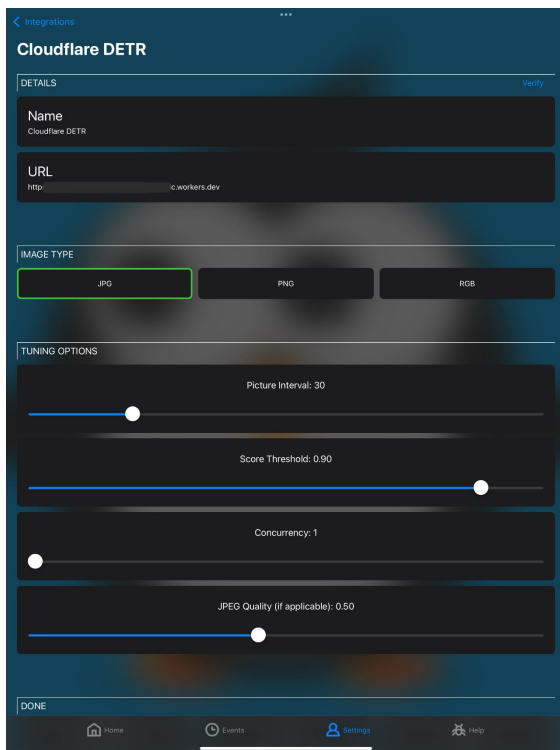 Integrations
Cloudflare DETR
DETAILS
Verify
Name
Cloudflare DETR
URL
http: ic.workers.dev
IMAGE TYPE
JPG
PNG
RGB
TUNING OPTIONS
Picture Interval: 30
Score Threshold: 0.90
Concurrency: 1
JPEG Quality (if applicable): 0.50
DONE
Home
Events
Settings
Help